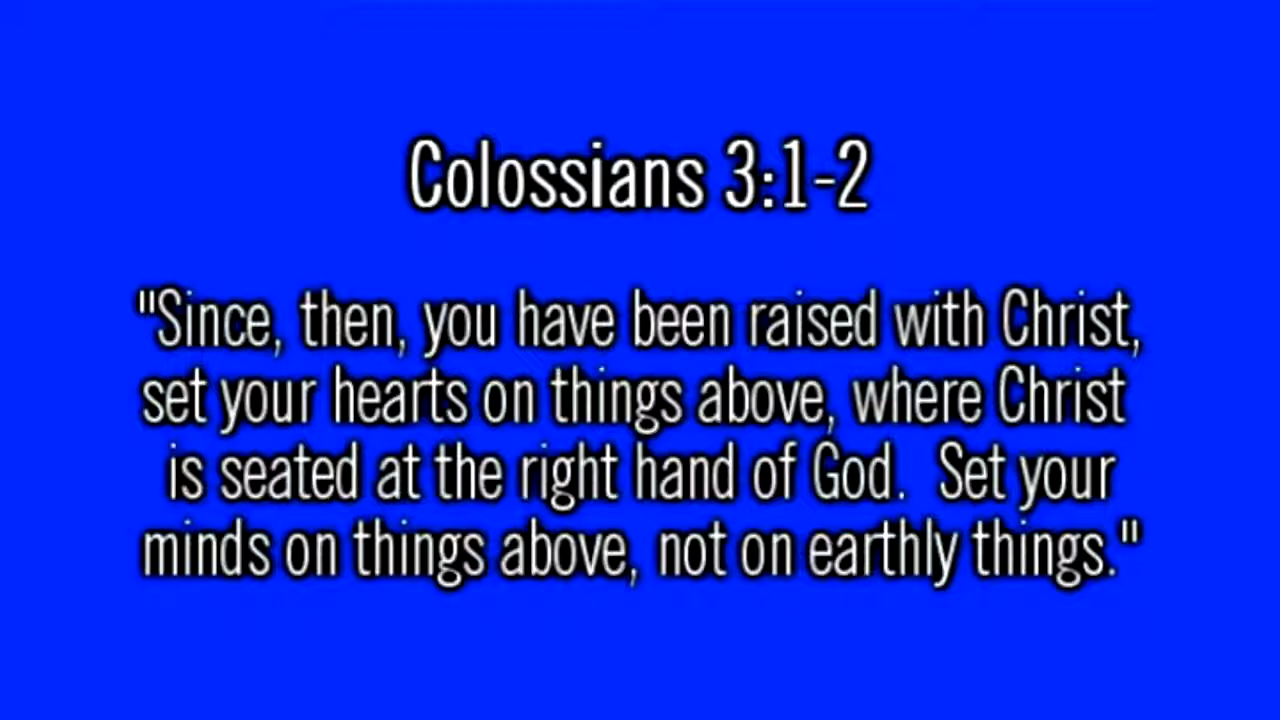 Colossians 3:1-2
"Since, then, you have been raised with Christ,
set your hearts on things above, where Christ
is seated at the right hand of God.  Set your
minds on things above, not on earthly things."